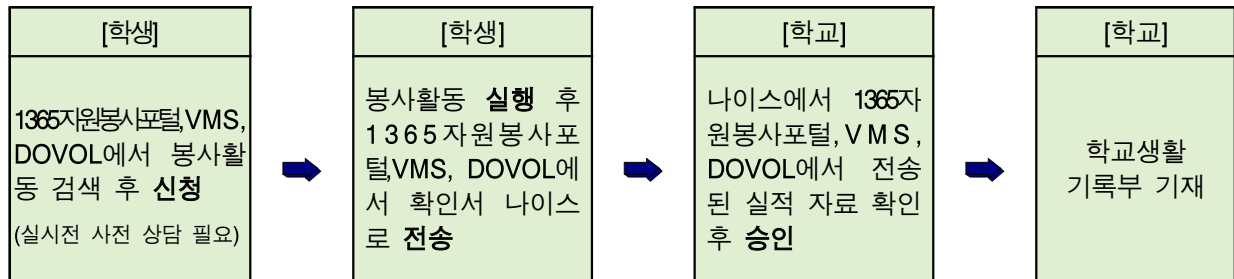 [학생]
1365자원봉사포털,VMS,
DOVOL에서 봉사활
동 검색 후 신청
(실시전 사전 상담 필요)
[학생]
봉사활동 실행 후
1365자원봉사포
털,VMS, DOVOL에
서 확인서 나이스
로 전송
[학교]
나이스에서 1365자
원봉사포털, VMS,
DOVOL에서 전송
된 실적 자료 확인
후 승인
[학교]
학교생활
기록부 기재